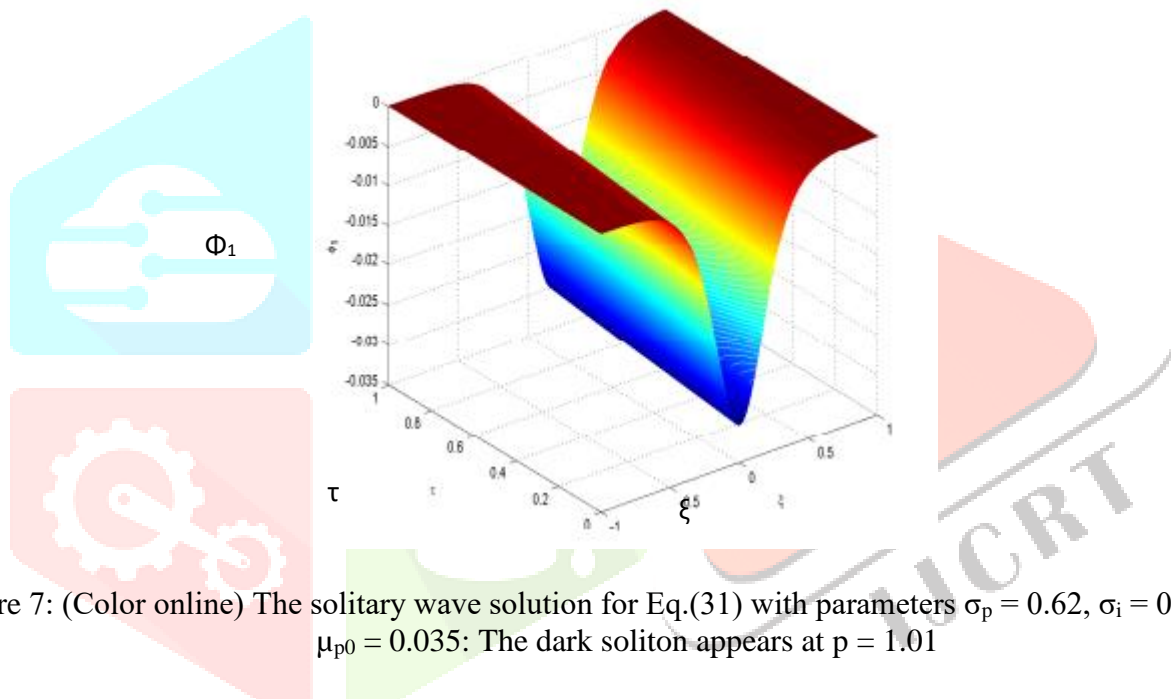 0
-0.005
-0.01
-0.015
Φ₁
Φ₁
-0.02
-0.025
-0.03
-0.035
1
0.8
0.6
0.4
0.2
0
τ
τ
-1
0
0.5
1
ξ
ξ
IJCRT
re 7: (Color online) The solitary wave solution for Eq.(31) with parameters σₚ = 0.62, σᵢ = 0
μₚ₀ = 0.035: The dark soliton appears at p = 1.01